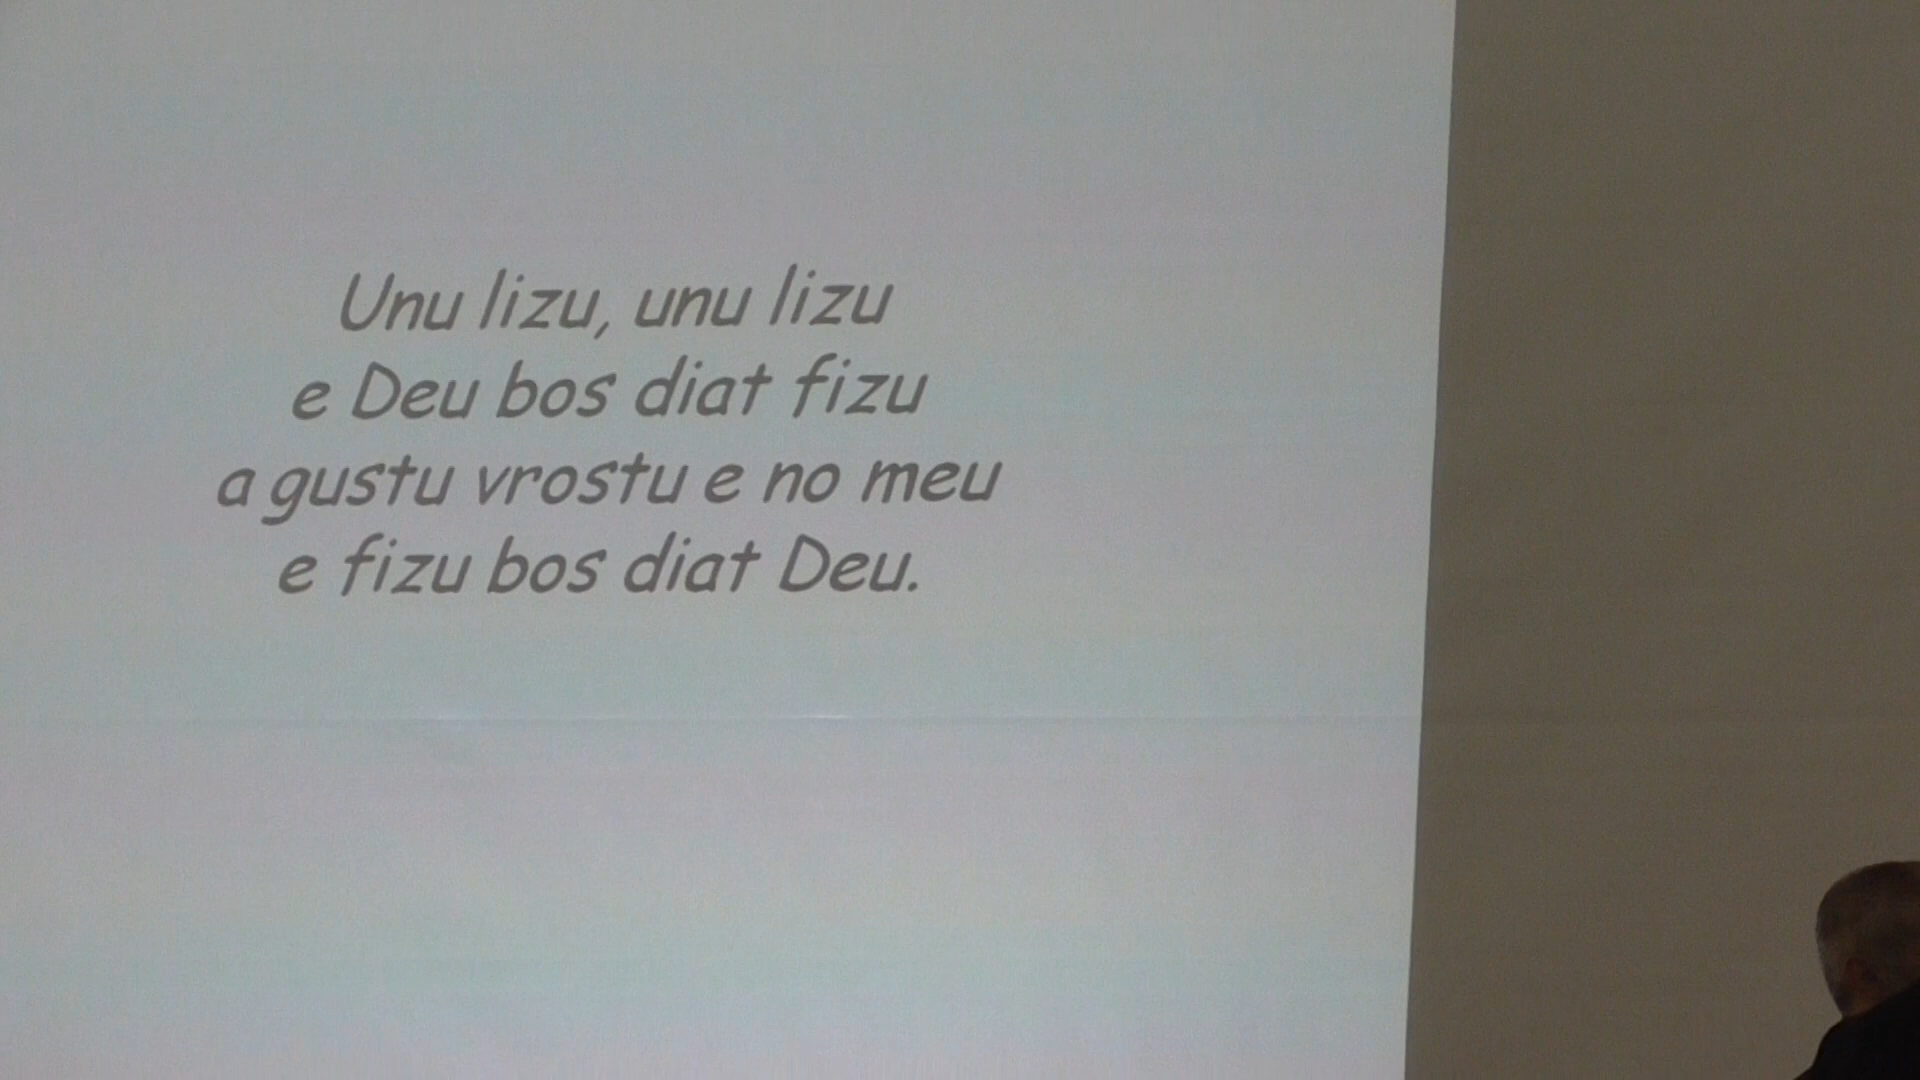 Unu lizu, unu lizu
e Deu bos diat fizu
a gustu vrostu e no meu
e fizu bos diat Deu.